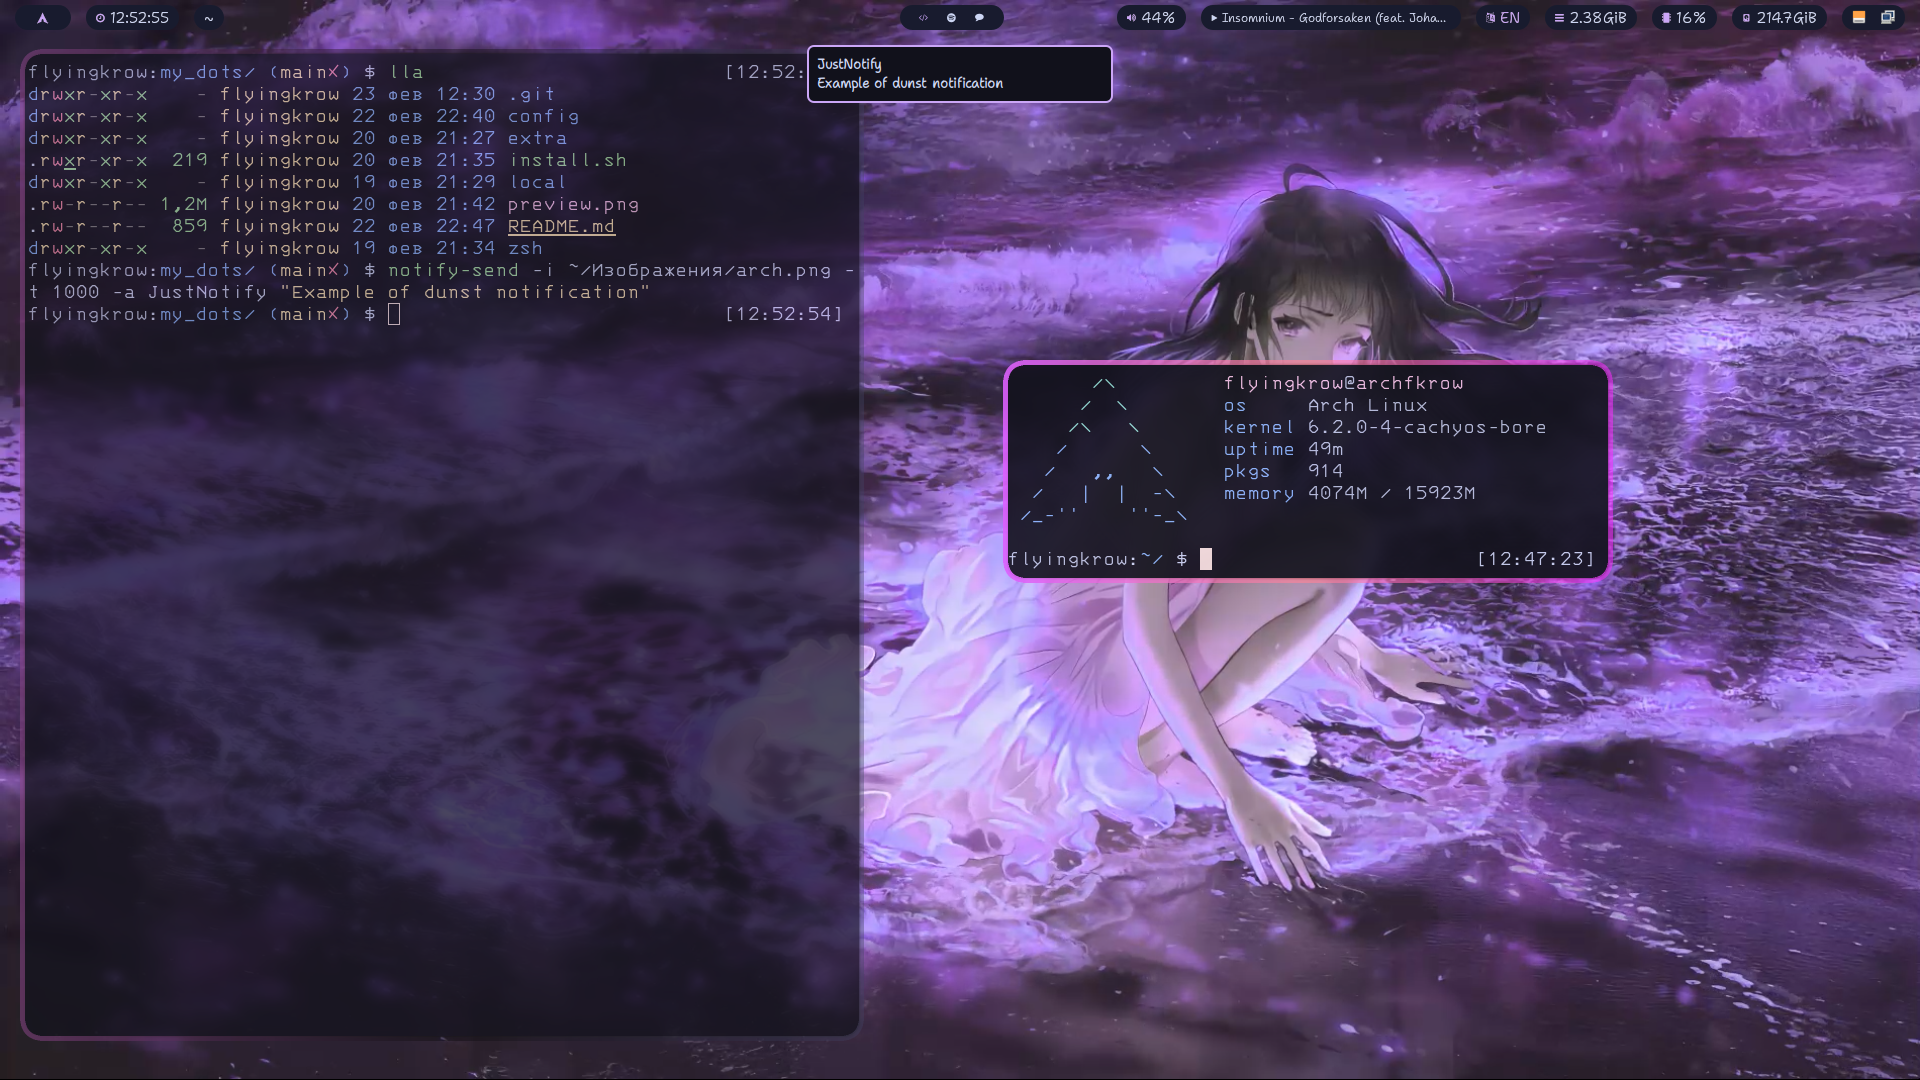 12:52:55
~
44%
Insomnium - Godforsaken (feat. Joha...
EN
2.38GiB
16%
214.7GiB
JustNotify
Example of dunst notification
flyingkrow:my_dots/ (main✗) $ lla [12:52:
drwxr-xr-x - flyingkrow 23 фев 12:30 .git
drwxr-xr-x - flyingkrow 22 фев 22:40 config
drwxr-xr-x - flyingkrow 20 фев 21:27 extra
.rwxr-xr-x 219 flyingkrow 20 фев 21:35 install.sh
drwxr-xr-x - flyingkrow 19 фев 21:29 local
.rw-r--r-- 1,2M flyingkrow 20 фев 21:42 preview.png
.rw-r--r-- 859 flyingkrow 22 фев 22:47 README.md
drwxr-xr-x - flyingkrow 19 фев 21:34 zsh
flyingkrow:my_dots/ (main✗) $ notify-send -i ~/Изображения/arch.png -
t 1000 -a JustNotify "Example of dunst notification"
flyingkrow:my_dots/ (main✗) $ [12:52:54]
flyingkrow@archfkrow
os Arch Linux
kernel 6.2.0-4-cachyos-bore
uptime 49m
pkgs 914
memory 4074M / 15923M
flyingkrow:~/ $ [12:47:23]